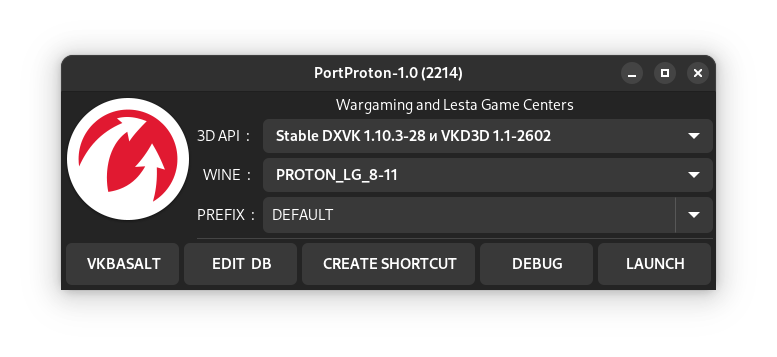 PortProton-1.0 (2214)
Wargaming and Lesta Game Centers
3D API : Stable DXVK 1.10.3-28 и VKD3D 1.1-2602
WINE : PROTON_LG_8-11
PREFIX : DEFAULT
VKBASALT EDIT DB CREATE SHORTCUT DEBUG LAUNCH